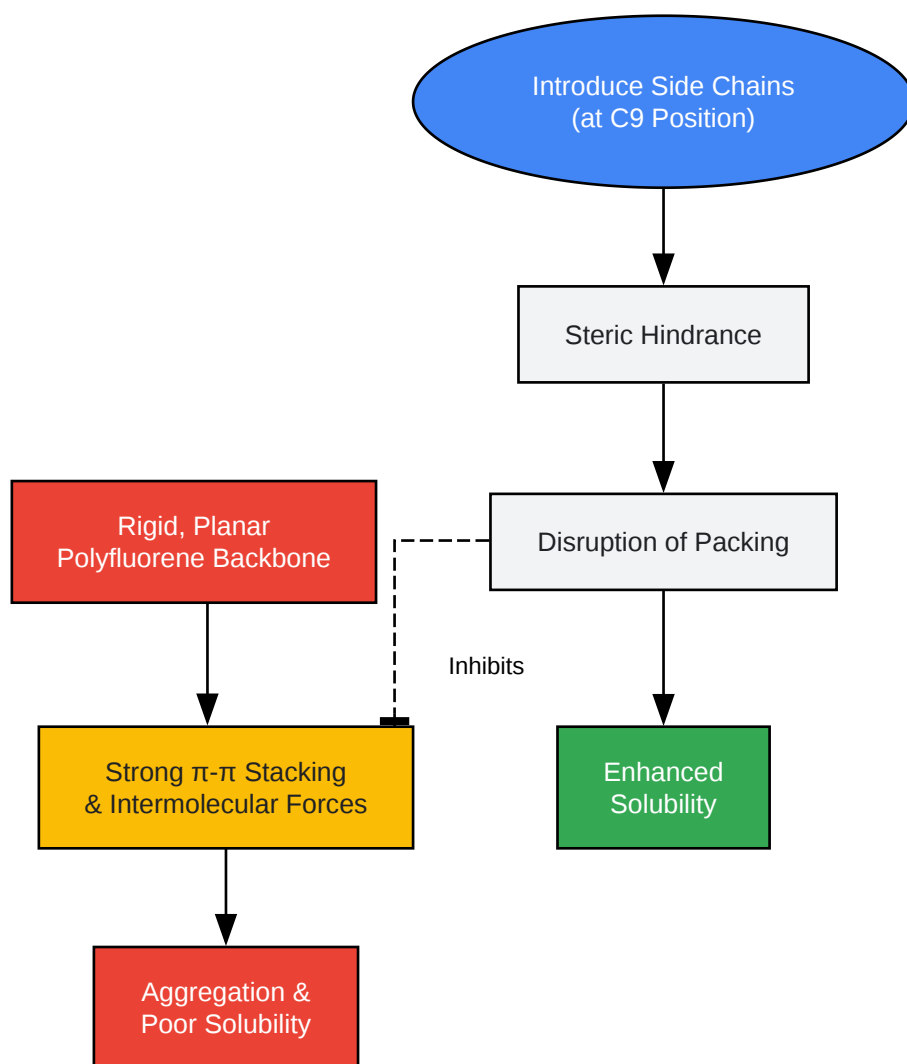 Introduce Side Chains
(at C9 Position)
Steric Hindrance
Rigid, Planar
Polyfluorene Backbone
Disruption of Packing
Inhibits
Strong π-π Stacking
& Intermolecular Forces
Enhanced
Solubility
Aggregation &
Poor Solubility